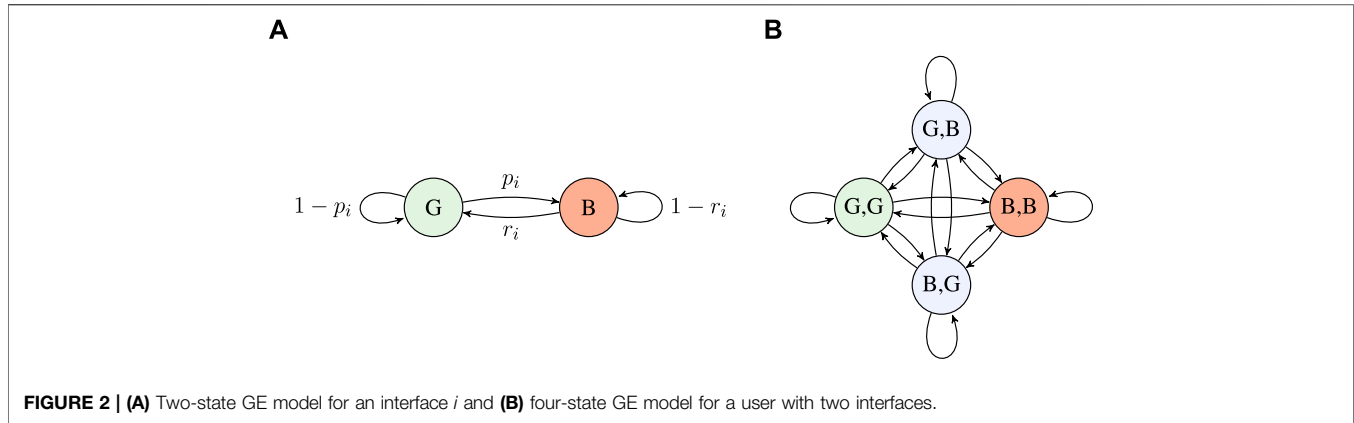 A
B
1 − p_i
G
p_i
r_i
B
1 − r_i
G,B
G,G
B,B
B,G
FIGURE 2 | (A) Two-state GE model for an interface i and (B) four-state GE model for a user with two interfaces.